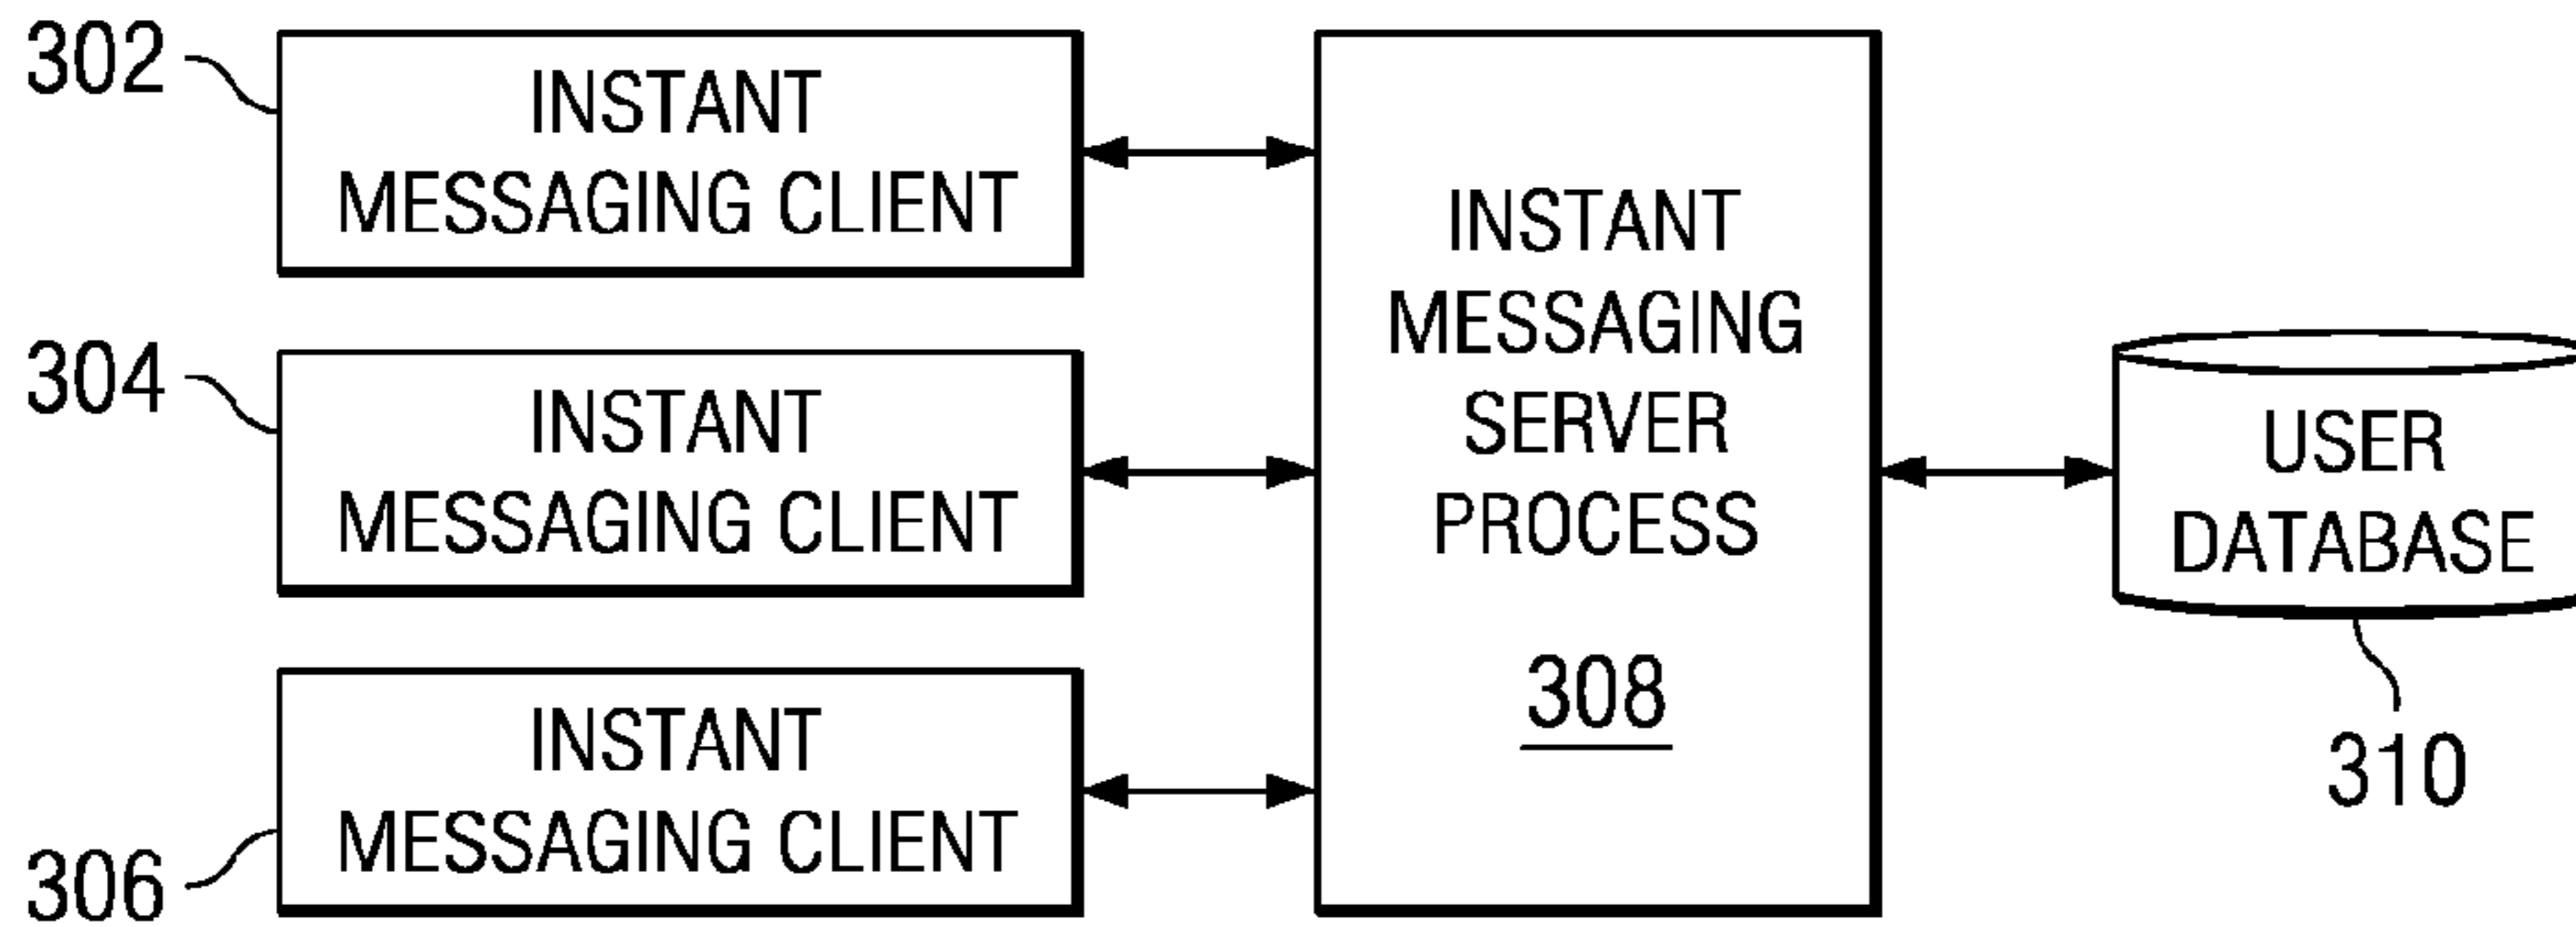 302
INSTANT
MESSAGING CLIENT
304
INSTANT
MESSAGING CLIENT
306
INSTANT
MESSAGING CLIENT
INSTANT
MESSAGING
SERVER
PROCESS
308
USER
DATABASE
310